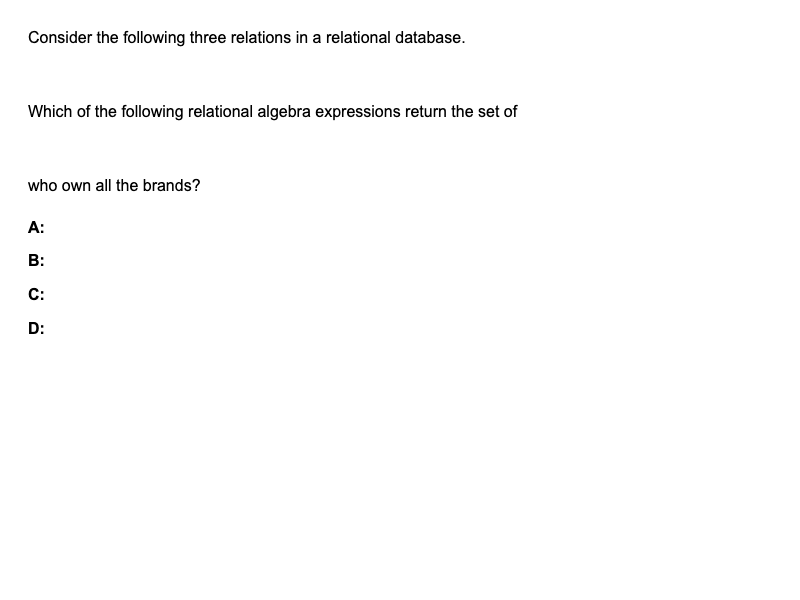 Consider the following three relations in a relational database.
Which of the following relational algebra expressions return the set of
who own all the brands?
A:
B:
C:
D: